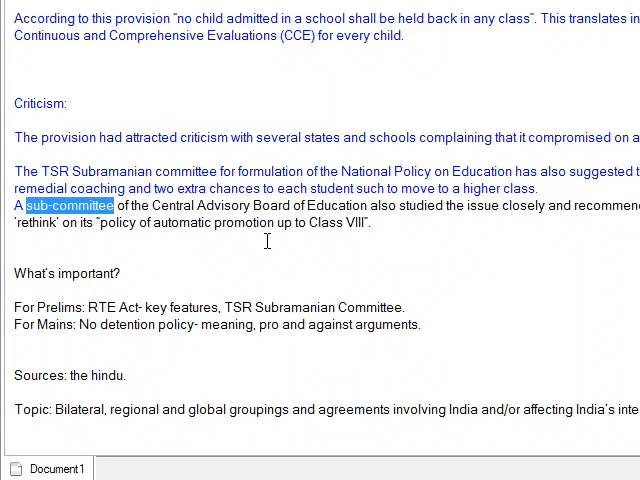 According to this provision "no child admitted in a school shall be held back in any class". This translates in
Continuous and Comprehensive Evaluations (CCE) for every child.
Criticism:
The provision had attracted criticism with several states and schools complaining that it compromised on a
The TSR Subramanian committee for formulation of the National Policy on Education has also suggested
remedial coaching and two extra chances to each student such to move to a higher class.
A sub-committee of the Central Advisory Board of Education also studied the issue closely and
'rethink' on its "policy of automatic promotion up to Class VIII".
What's important?
For Prelims: RTE Act- key features, TSR Subramanian Committee.
For Mains: No detention policy- meaning, pro and against arguments.
Sources: the hindu.
Topic: Bilateral, regional and global groupings and agreements involving India and/or affecting India's
Document1